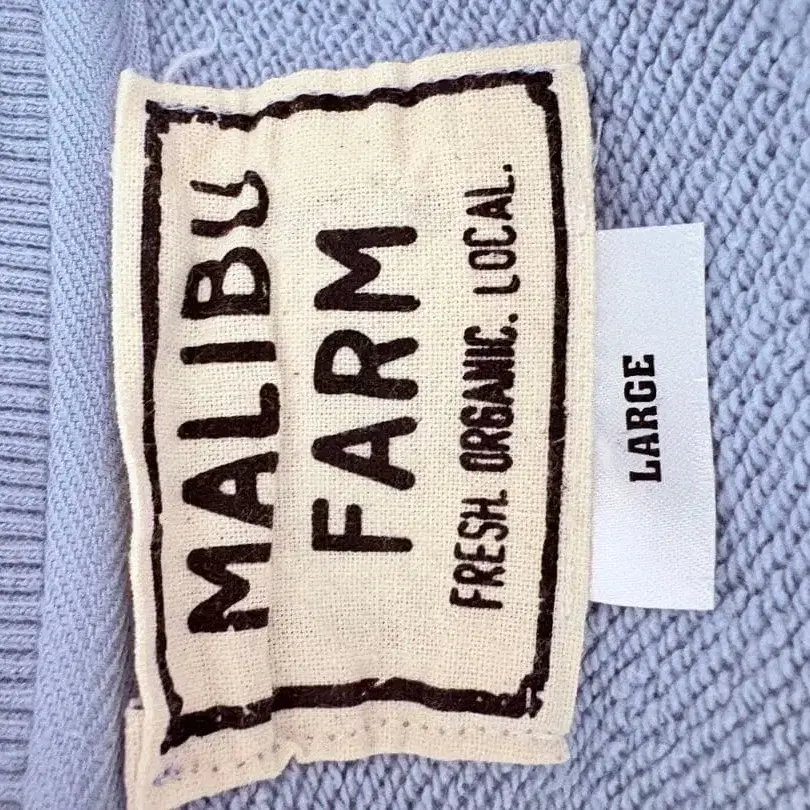 MALIBU
FARM
FRESH. ORGANIC. LOCAL.
LARGE